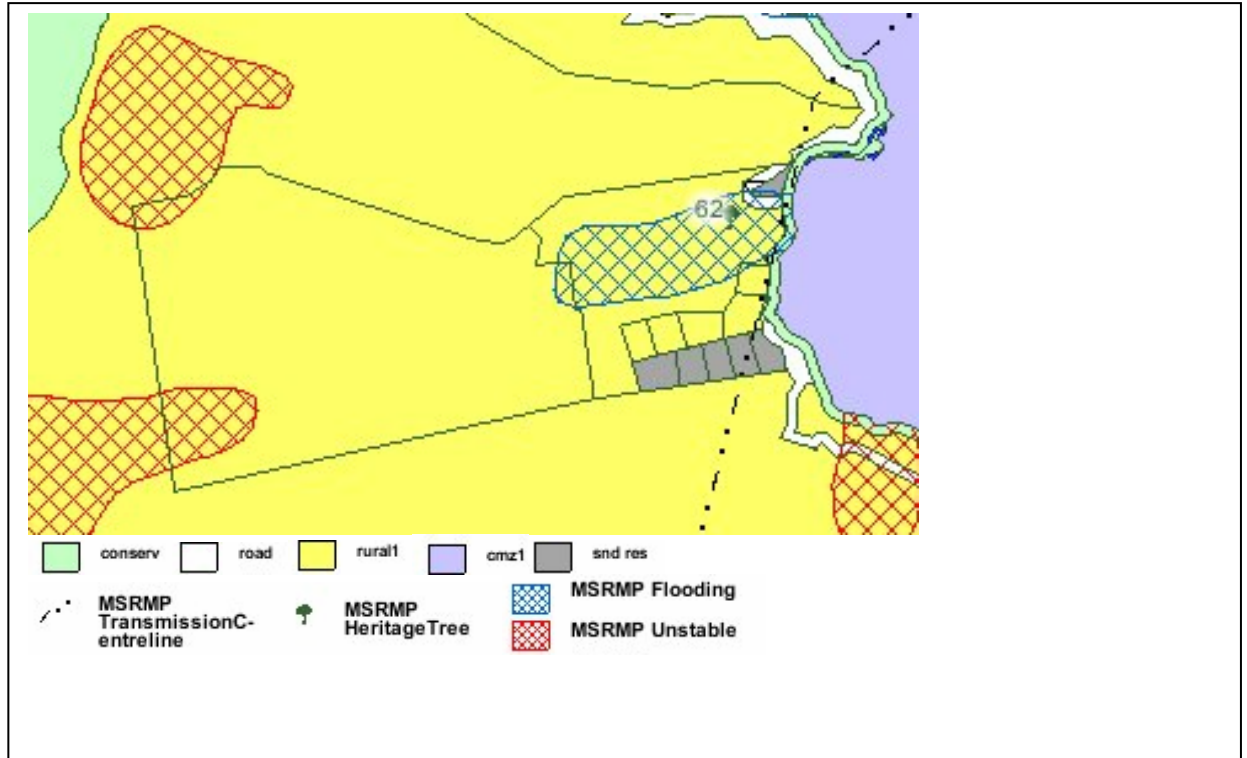 62
conserv road rural1 cmz1 snd res
MSRMP
TransmissionC-
entreline
MSRMP
HeritageTree
MSRMP Flooding
MSRMP Unstable